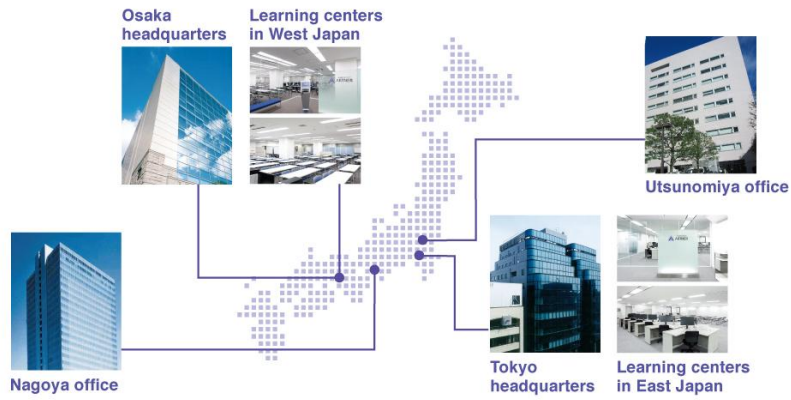 Osaka
headquarters
Learning centers
in West Japan
Utsunomiya office
Nagoya office
Tokyo
headquarters
Learning centers
in East Japan